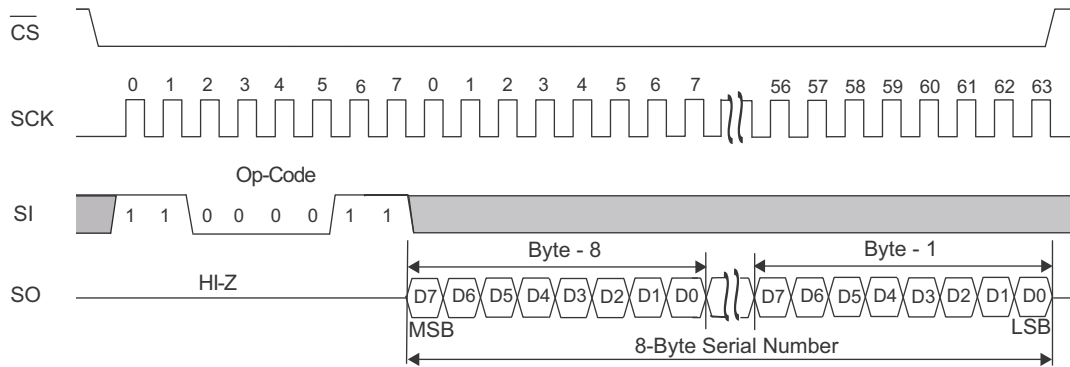 CS
0 1 2 3 4 5 6 7 0 1 2 3 4 5 6 7 56 57 58 59 60 61 62 63
SCK
Op-Code
SI 1 1 0 0 0 0 1 1
Byte - 8 Byte - 1
HI-Z
SO D7 D6 D5 D4 D3 D2 D1 D0 D7 D6 D5 D4 D3 D2 D1 D0
MSB LSB
8-Byte Serial Number